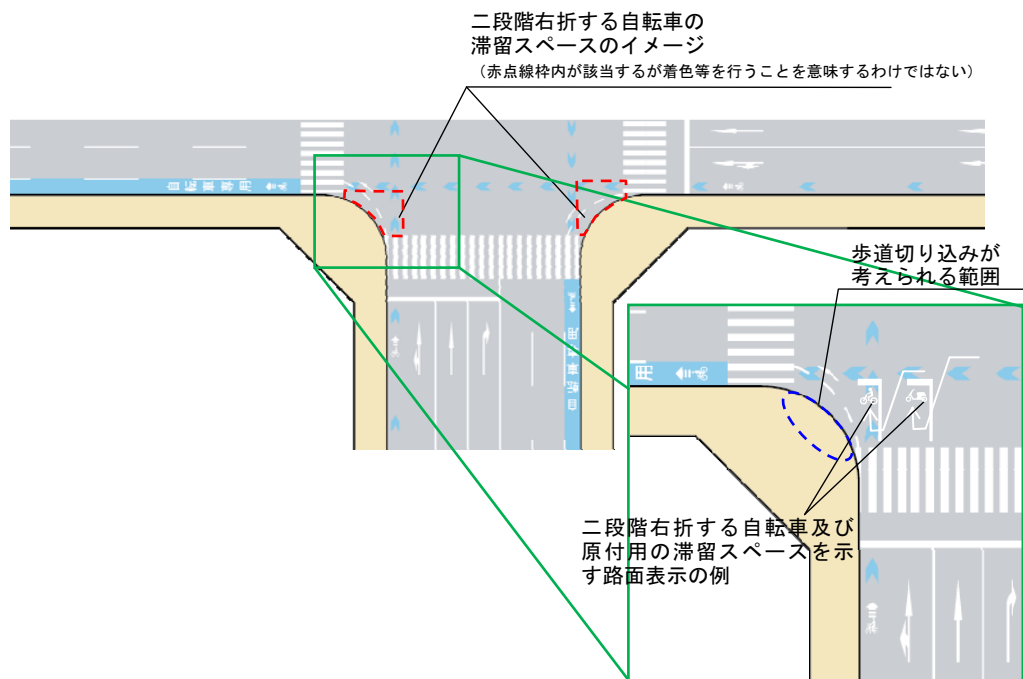 二段階右折する自転車の
滞留スペースのイメージ
（赤点線枠内が該当するが着色等を行うことを意味するわけではない）
自転車専用
自転車専用
歩道切り込みが
考えられる範囲
用
二段階右折する自転車及び
原付用の滞留スペースを示
す路面表示の例